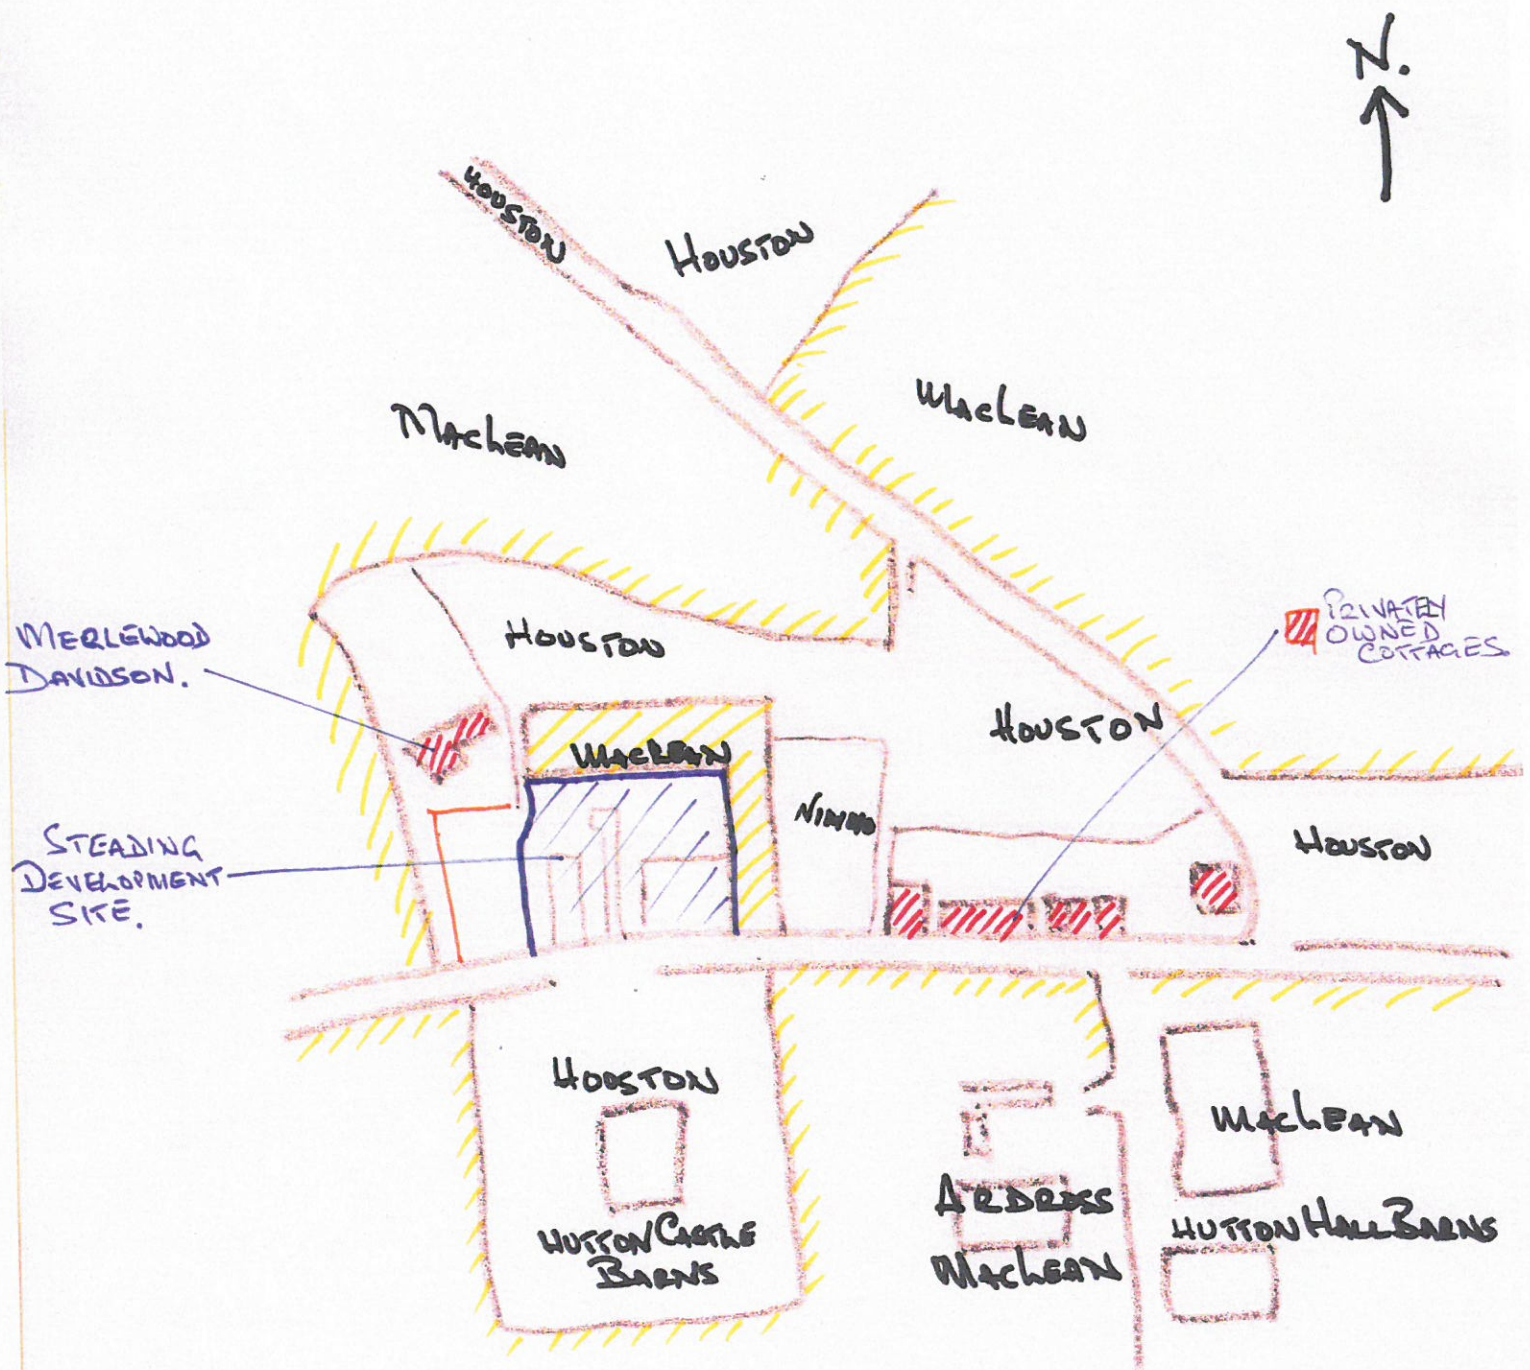 N.
HOUSTON
HOUSTON
MACLEAN
MACLEAN
PRIVATELY
OWNED
COTTAGES.
MERLEWOOD
DAVIDSON.
HOUSTON
HOUSTON
MACLEAN
NIMMO
STEADING
DEVELOPMENT
SITE.
HOUSTON
HOUSTON
HUTTON CASTLE
BARNS
ARDROSS
MACLEAN
MACLEAN
HUTTON HALL BARNS